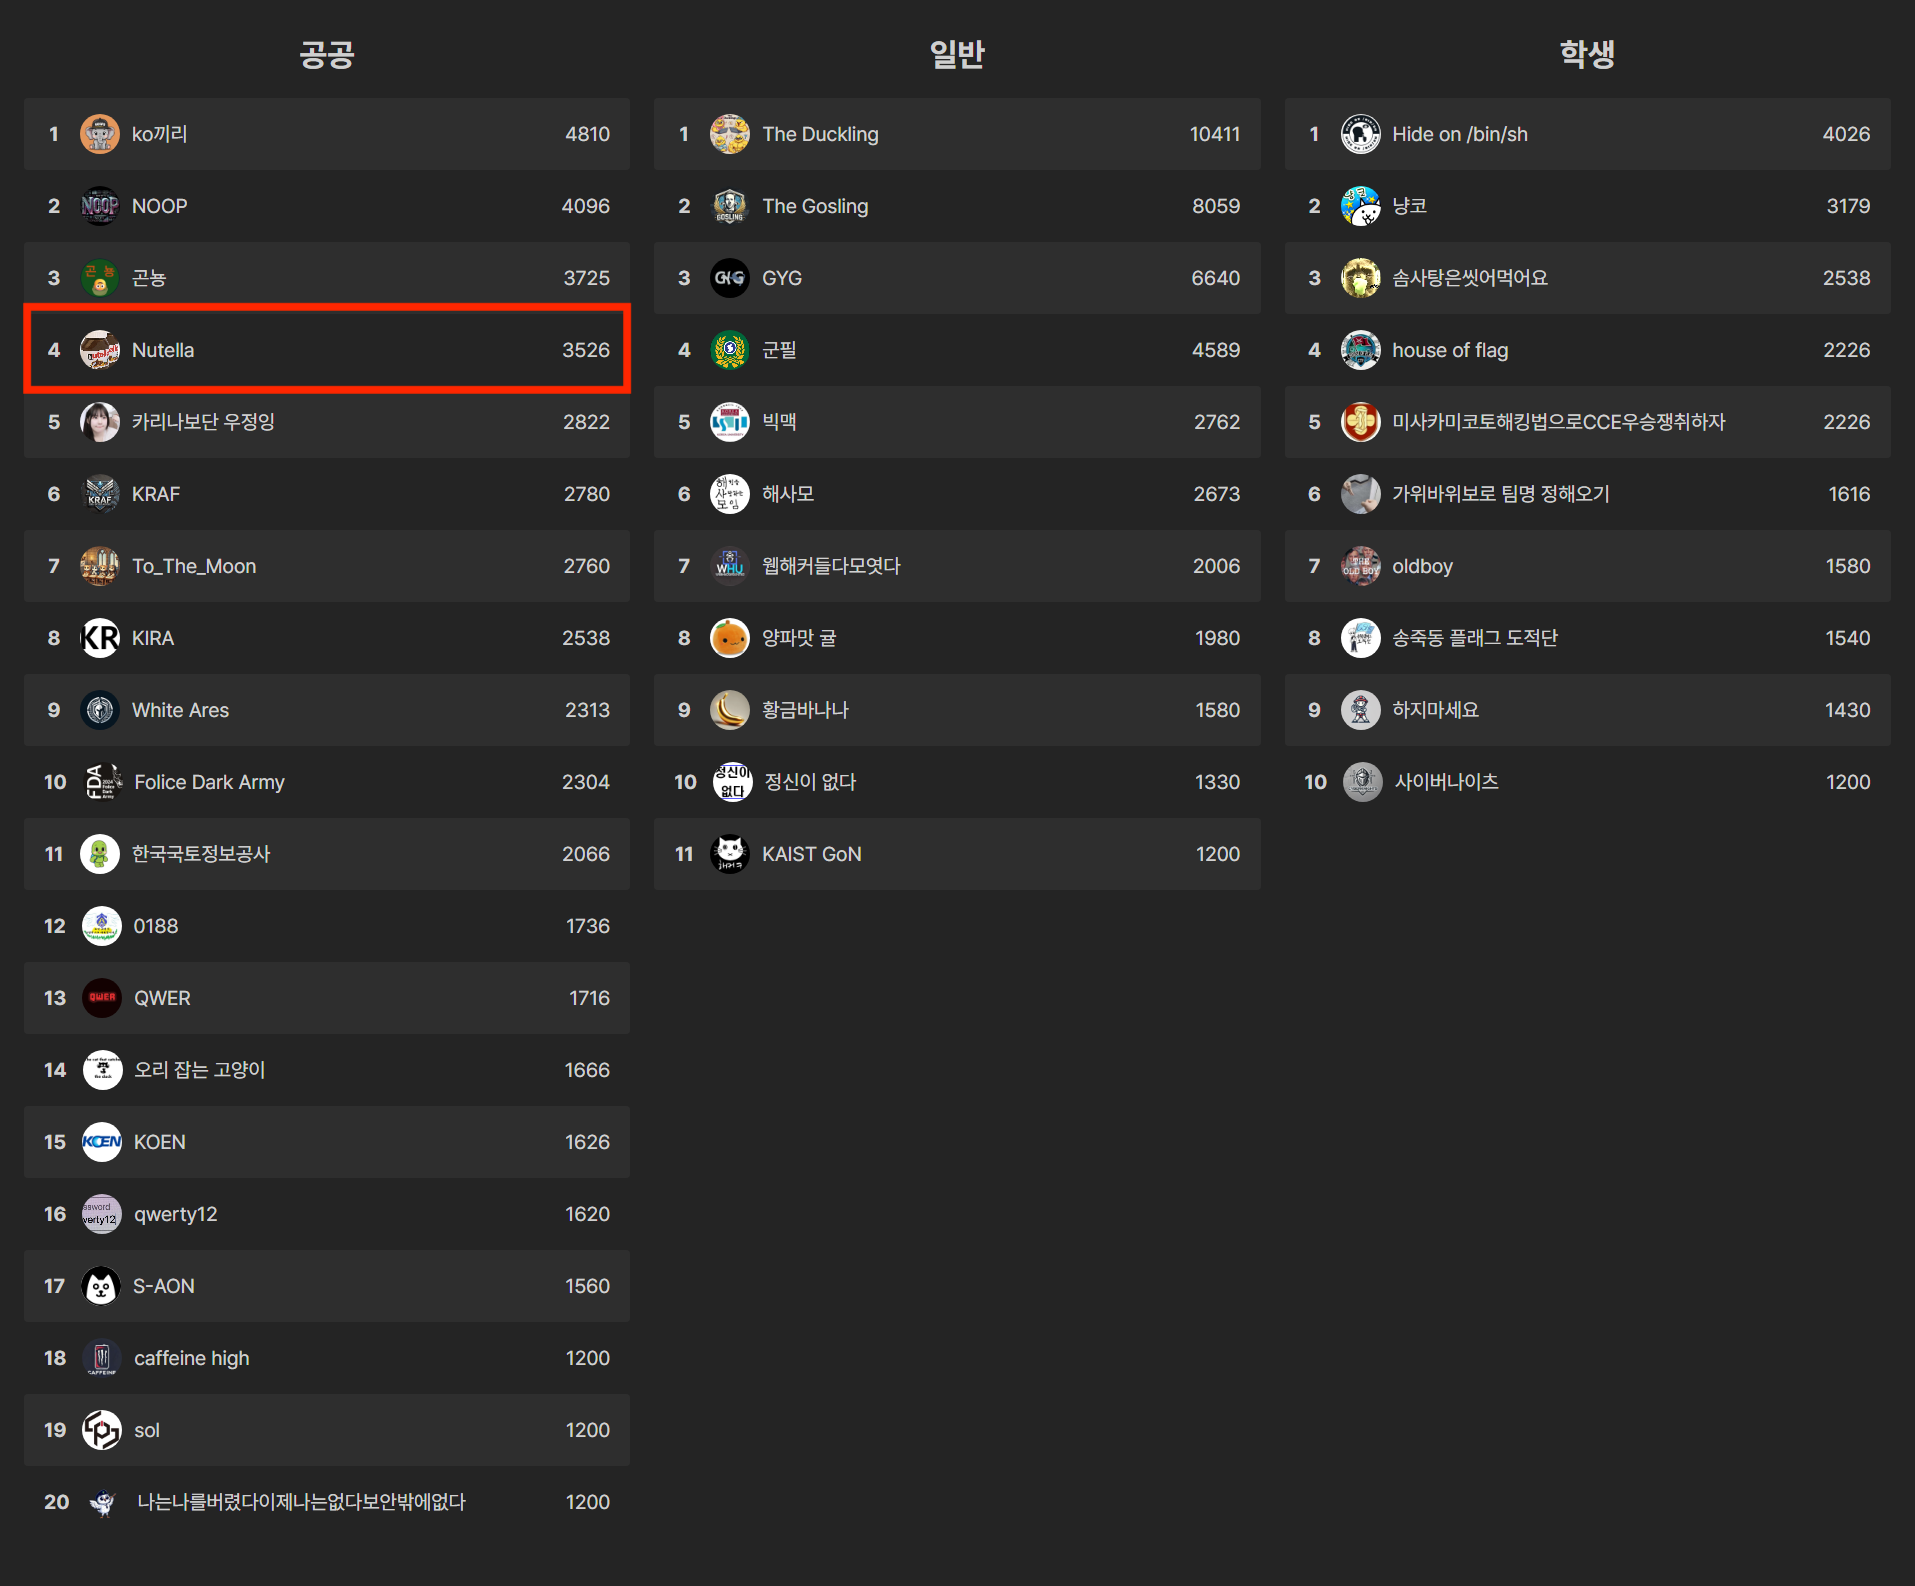 공공
1 ko끼리 4810
2 NOOP 4096
3 곤뇽 3725
4 Nutella 3526
5 카리나보단 우정잉 2822
6 KRAF 2780
7 To_The_Moon 2760
8 KIRA 2538
9 White Ares 2313
10 Folice Dark Army 2304
11 한국국토정보공사 2066
12 0188 1736
13 QWER 1716
14 오리 잡는 고양이 1666
15 KOEN 1626
16 qwerty12 1620
17 S-AON 1560
18 caffeine high 1200
19 sol 1200
20 나는나를버렸다이제나는없다보안밖에없다 1200
일반
1 The Duckling 10411
2 The Gosling 8059
3 GYG 6640
4 군필 4589
5 빅맥 2762
6 해사모 2673
7 웹해커들다모엿다 2006
8 양파맛 귤 1980
9 황금바나나 1580
10 정신이 없다 1330
11 KAIST GoN 1200
학생
1 Hide on /bin/sh 4026
2 냥코 3179
3 솜사탕은씻어먹어요 2538
4 house of flag 2226
5 미사카미코토해킹법으로CCE우승쟁취하자 2226
6 가위바위보로 팀명 정해오기 1616
7 oldboy 1580
8 송죽동 플래그 도적단 1540
9 하지마세요 1430
10 사이버나이츠 1200